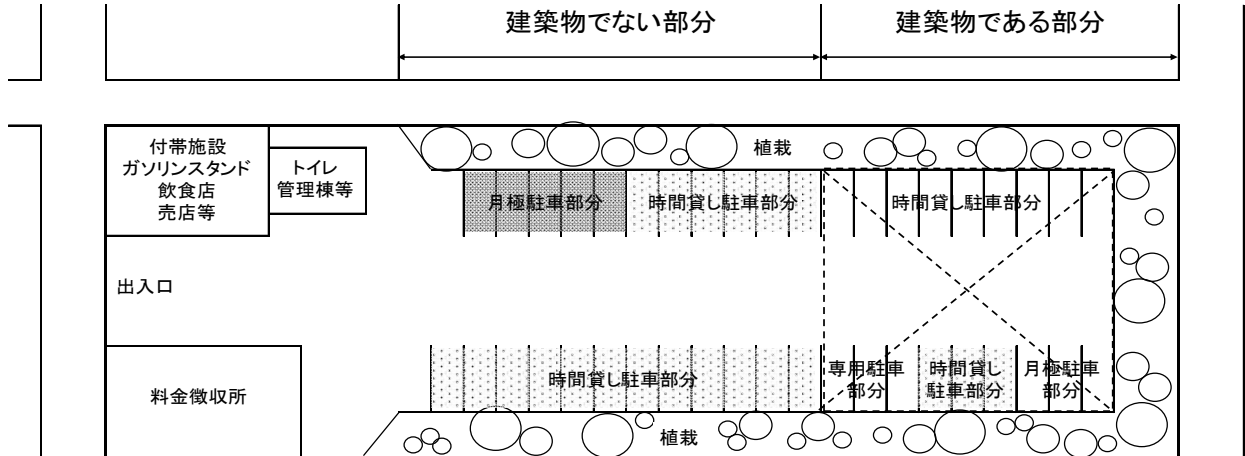 建築物でない部分
建築物である部分
付帯施設
ガソリンスタンド
飲食店
売店等
トイレ
管理棟等
植栽
月極駐車部分
時間貸し駐車部分
時間貸し駐車部分
出入口
料金徴収所
時間貸し駐車部分
専用駐車
部分
時間貸し
駐車部分
月極駐車
部分
植栽